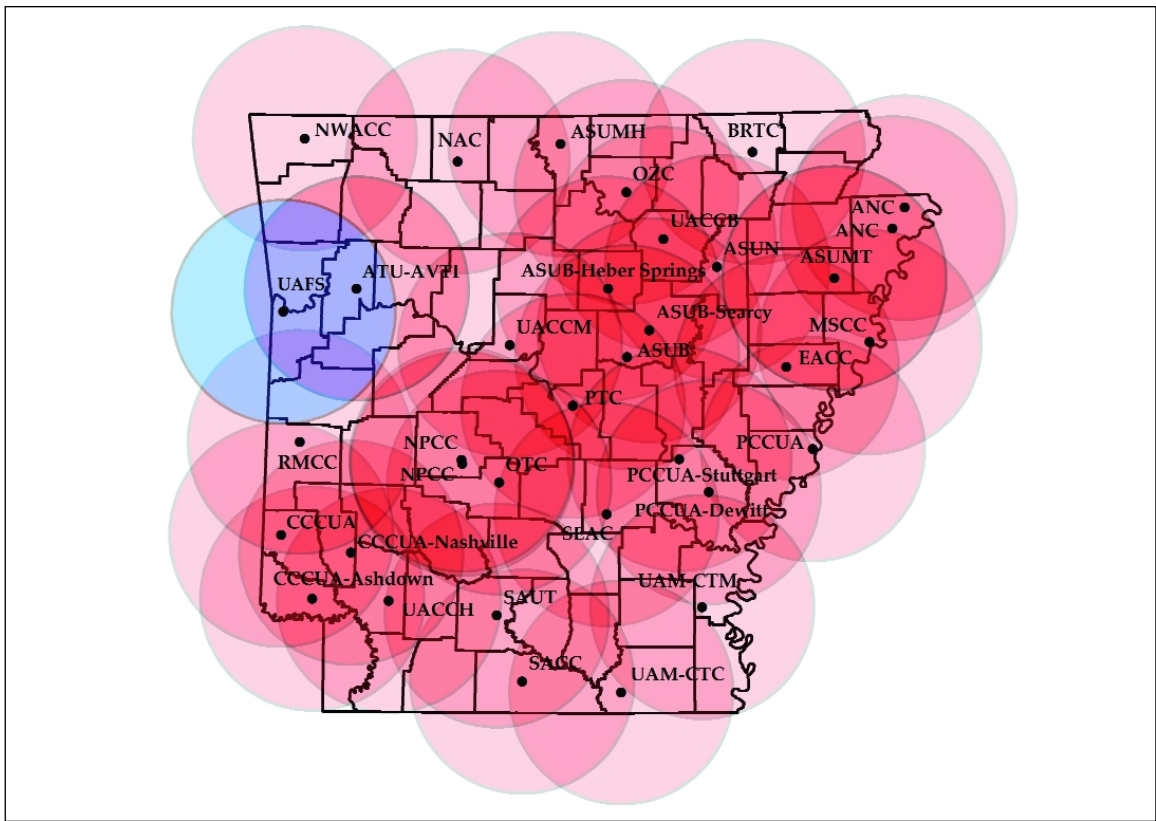 NWACC
NAC
ASUMH
BRTC
OZC
ANC
ANC
UACCB
ASUN
ASUMT
UAFS
ATU-AVTI
ASUB-Heber Springs
ASUB-Searcy
MSCC
UACCM
ASUB
EACC
PTC
NPCC
NPCC
OTC
PCCUA
RMCC
PCCUA-Stuttgart
PCCUA-Dewitt
CCCUA
SEAC
CCCUA-Nashville
CCCUA-Ashdown
UACCH
SAUT
UAM-CTM
SACC
UAM-CTC